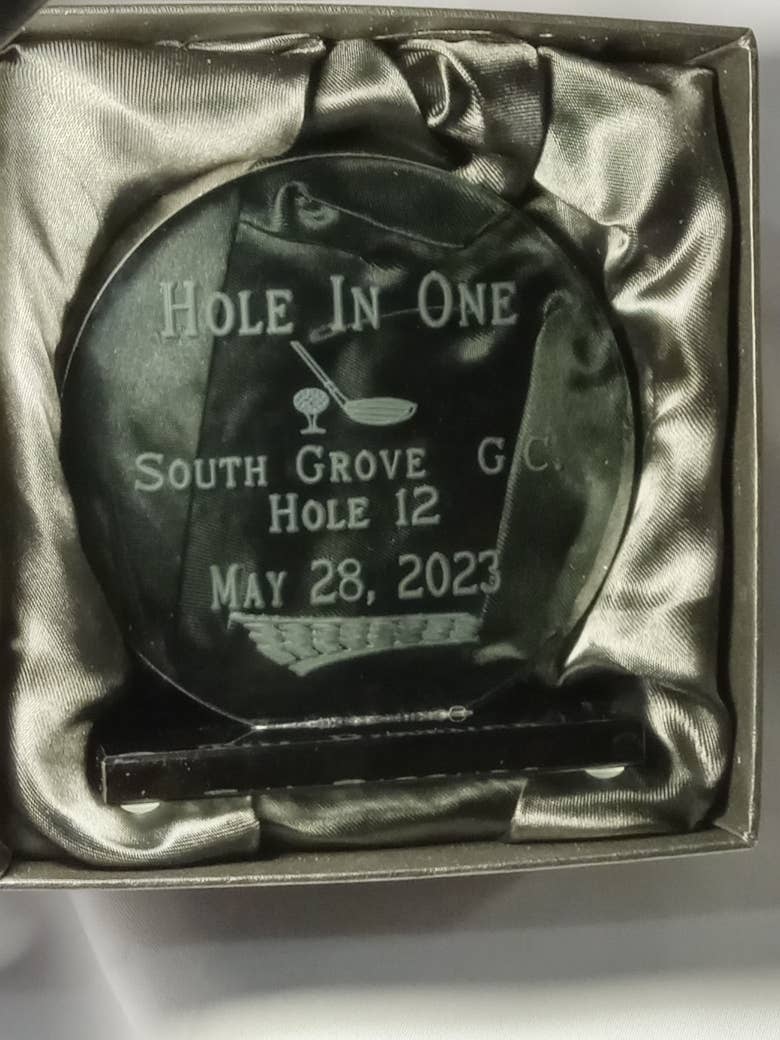 Hole In One
South Grove G.C.
Hole 12
May 28, 2023